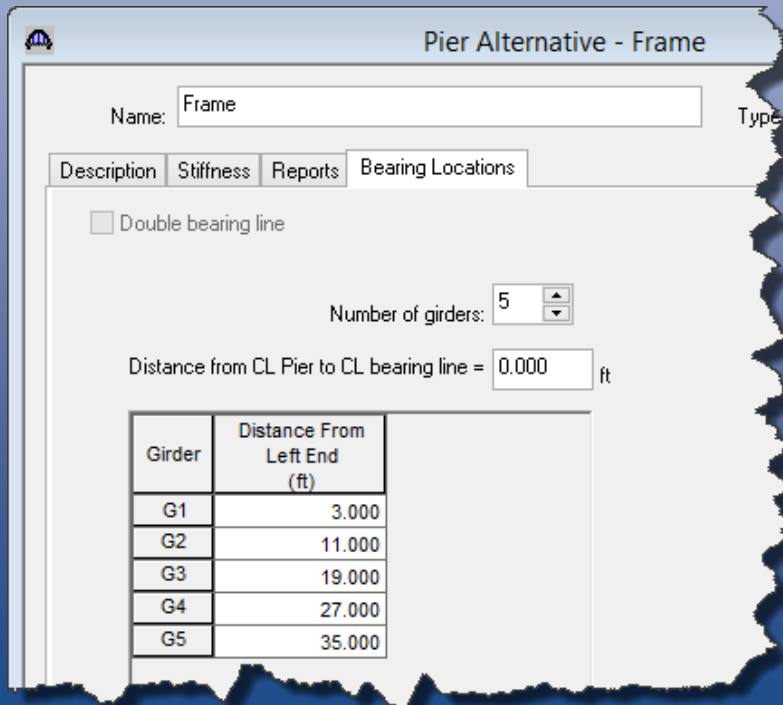 Pier Alternative - Frame
Name: Frame
Type
Description Stiffness Reports Bearing Locations
Double bearing line
Number of girders: 5
Distance from CL Pier to CL bearing line = 0.000 ft
Girder Distance From Left End (ft)
G1 3.000
G2 11.000
G3 19.000
G4 27.000
G5 35.000